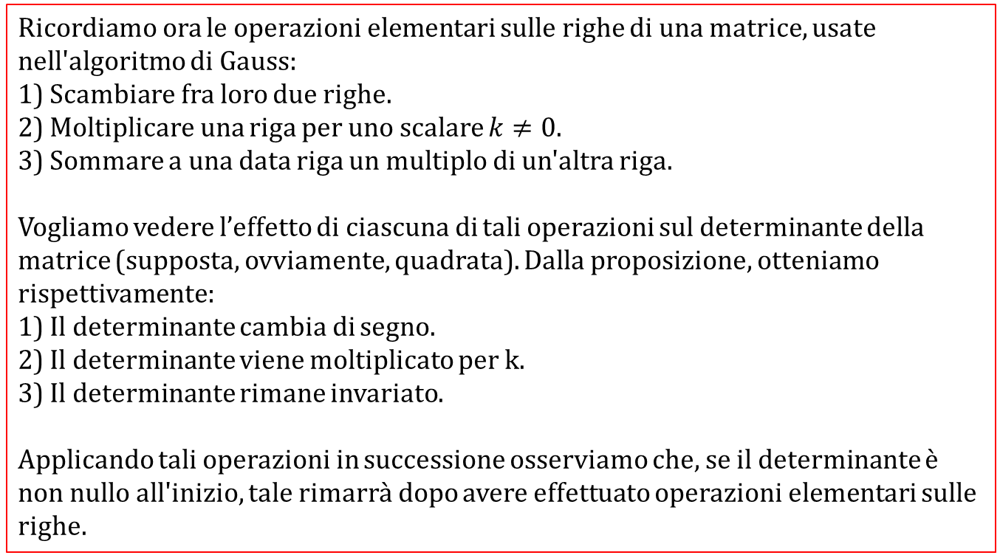 Ricordiamo ora le operazioni elementari sulle righe di una matrice, usate
nell'algoritmo di Gauss:
1) Scambiare fra loro due righe.
2) Moltiplicare una riga per uno scalare k ≠ 0.
3) Sommare a una data riga un multiplo di un'altra riga.
Vogliamo vedere l’effetto di ciascuna di tali operazioni sul determinante della
matrice (supposta, ovviamente, quadrata). Dalla proposizione, otteniamo
rispettivamente:
1) Il determinante cambia di segno.
2) Il determinante viene moltiplicato per k.
3) Il determinante rimane invariato.
Applicando tali operazioni in successione osserviamo che, se il determinante è
non nullo all'inizio, tale rimarrà dopo avere effettuato operazioni elementari sulle
righe.